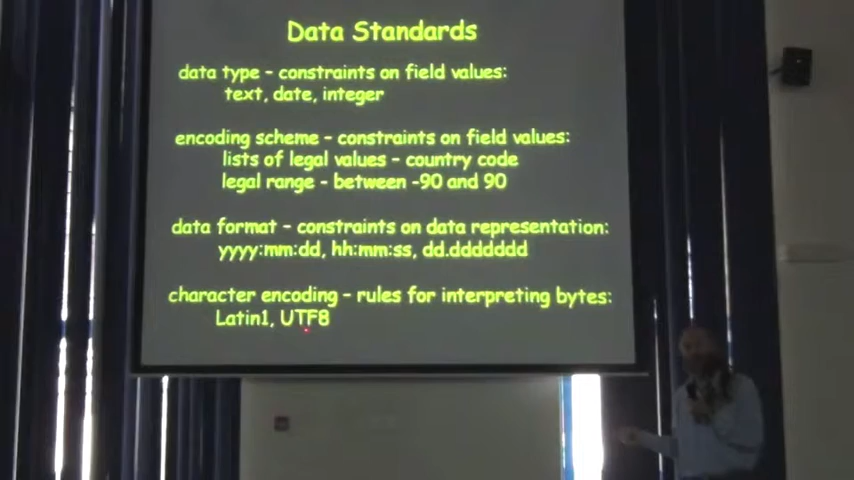 Data Standards
data type - constraints on field values:
text, date, integer
encoding scheme - constraints on field values:
lists of legal values - country code
legal range - between -90 and 90
data format - constraints on data representation:
yyyy:mm:dd, hh:mm:ss, dd.ddddddd
character encoding - rules for interpreting bytes:
Latin1, UTF8